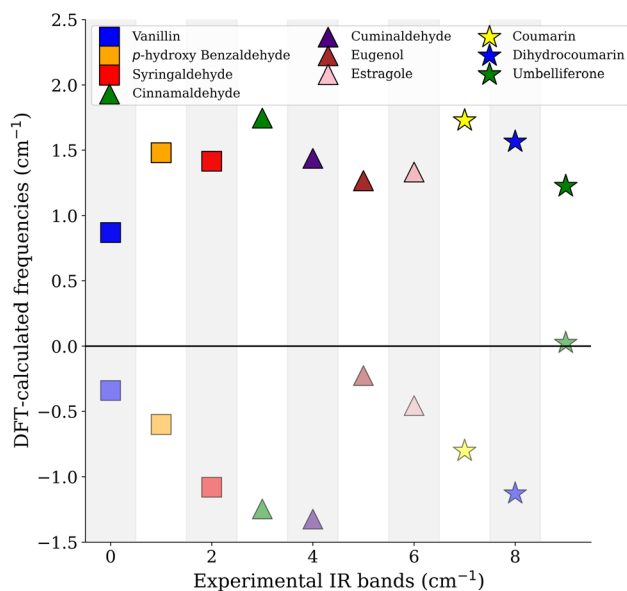 2.5
2.0
1.5
1.0
0.5
0.0
−0.5
−1.0
−1.5
DFT-calculated frequencies (cm⁻¹)
Vanillin
p-hydroxy Benzaldehyde
Syringaldehyde
Cinnamaldehyde
Cuminaldehyde
Eugenol
Estragole
Coumarin
Dihydrocoumarin
Umbelliferone
0 2 4 6 8
Experimental IR bands (cm⁻¹)